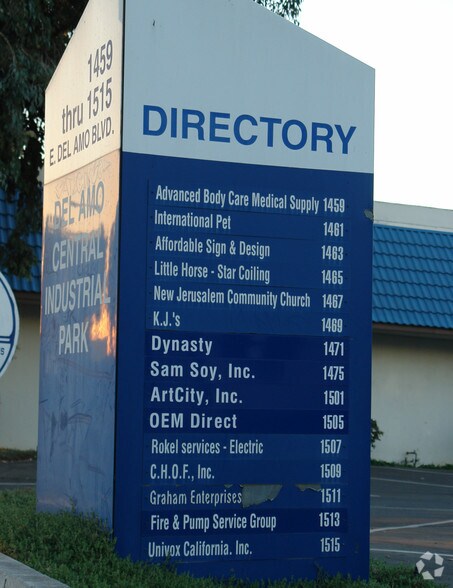 1459
thru 1515
E. DEL AMO BLVD.
DEL AMO
CENTRAL
INDUSTRIAL
PARK
DIRECTORY
Advanced Body Care Medical Supply 1459
International Pet 1461
Affordable Sign & Design 1463
Little Horse - Star Coiling 1465
New Jerusalem Community Church 1467
K.J.'s 1469
Dynasty 1471
Sam Soy, Inc. 1475
ArtCity, Inc. 1501
OEM Direct 1505
Rokel services - Electric 1507
C.H.O.F., Inc. 1509
Graham Enterprises 1511
Fire & Pump Service Group 1513
Univox California. Inc. 1515